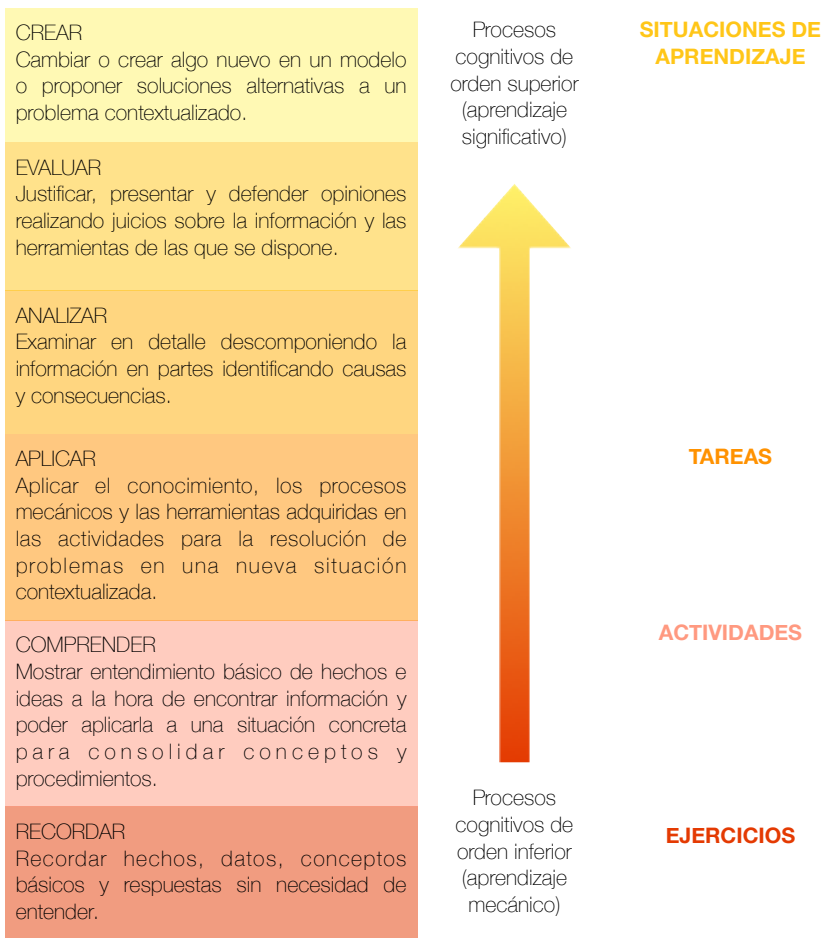 CREAR
Cambiar o crear algo nuevo en un modelo
o proponer soluciones alternativas a un
problema contextualizado.
EVALUAR
Justificar, presentar y defender opiniones
realizando juicios sobre la información y las
herramientas de las que se dispone.
ANALIZAR
Examinar en detalle descomponiendo la
información en partes identificando causas
y consecuencias.
APLICAR
Aplicar el conocimiento, los procesos
mecánicos y las herramientas adquiridas en
las actividades para la resolución de
problemas en una nueva situación
contextualizada.
COMPRENDER
Mostrar entendimiento básico de hechos e
ideas a la hora de encontrar información y
poder aplicarla a una situación concreta
para consolidar conceptos y
procedimientos.
RECORDAR
Recordar hechos, datos, conceptos
básicos y respuestas sin necesidad de
entender.
Procesos
cognitivos de
orden superior
(aprendizaje
significativo)
Procesos
cognitivos de
orden inferior
(aprendizaje
mecánico)
SITUACIONES DE
APRENDIZAJE
TAREAS
ACTIVIDADES
EJERCICIOS